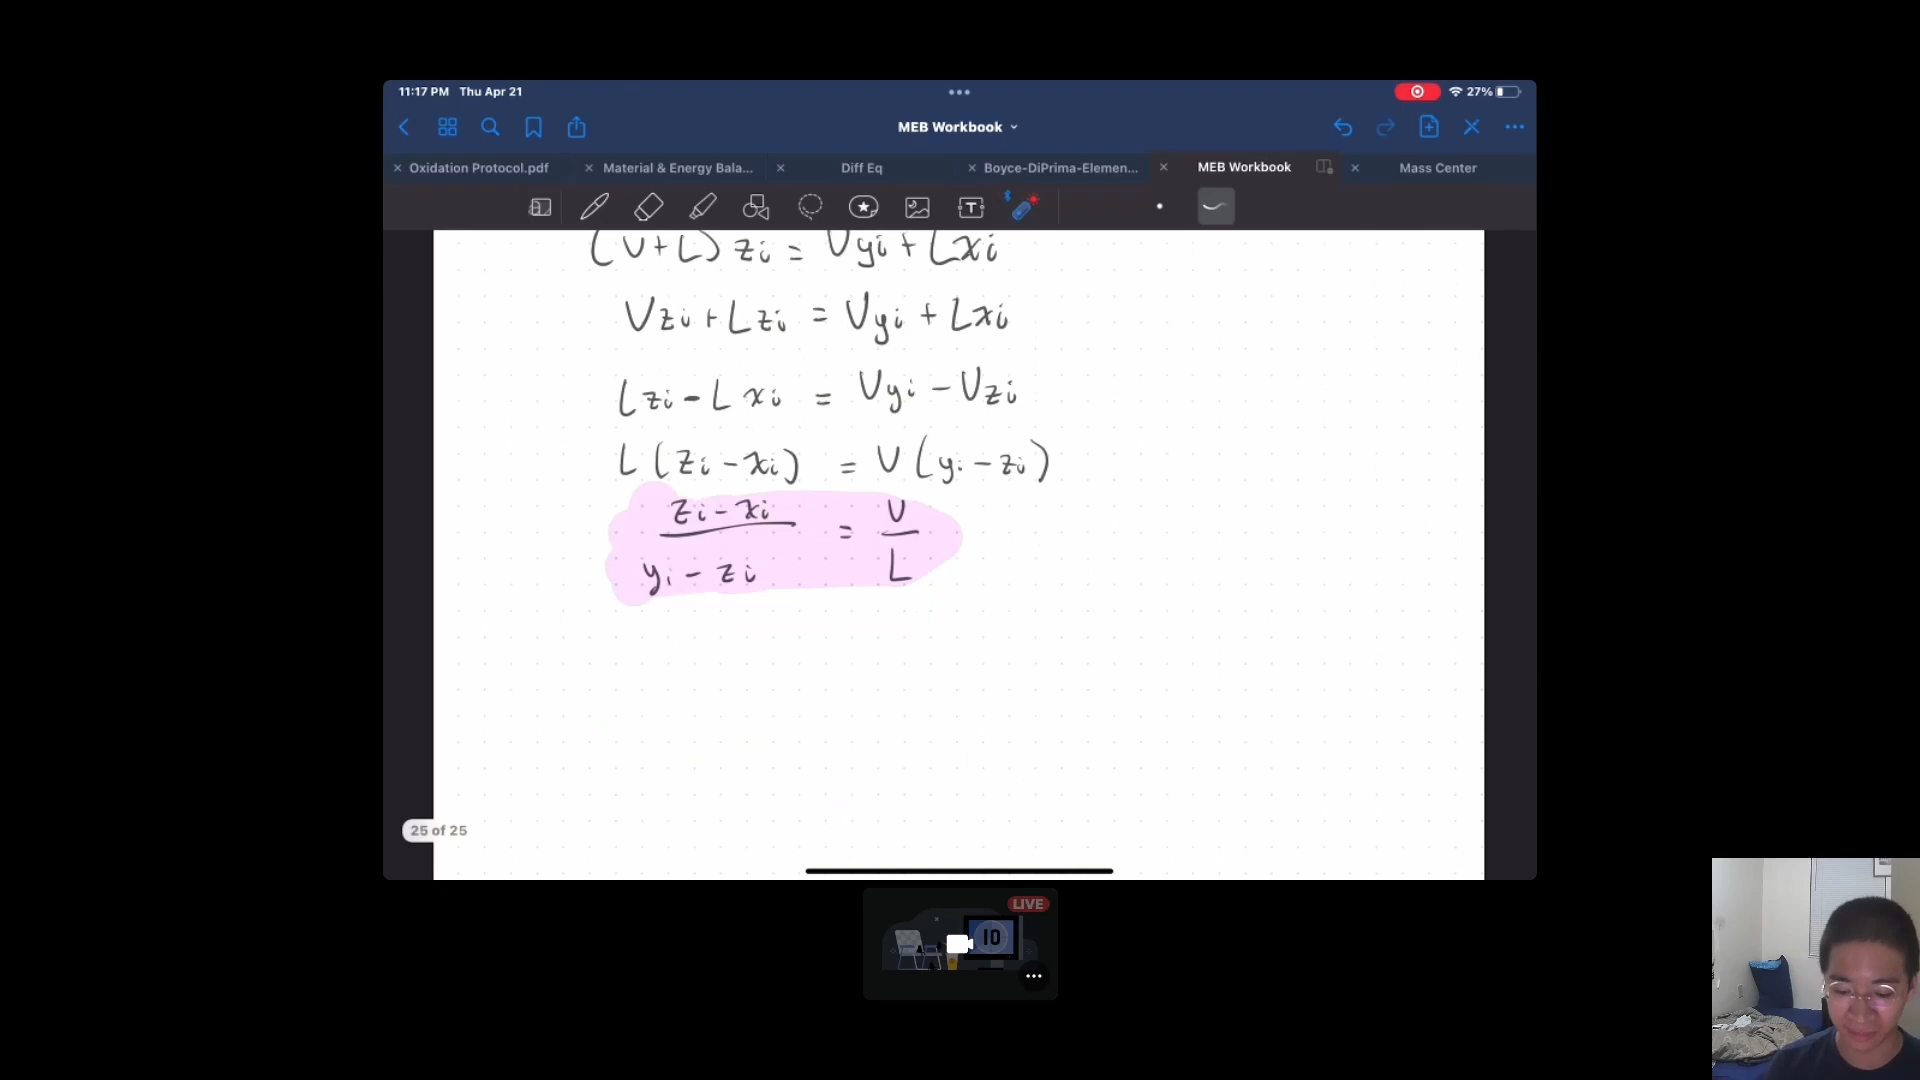 11:17 PM Thu Apr 21
27%
MEB Workbook
Oxidation Protocol.pdf
Material & Energy Bala...
Diff Eq
Boyce-DiPrima-Elemen...
MEB Workbook
Mass Center
(V+L) zi = Vyi + Lxi
Vzi + Lzi = Vyi + Lxi
Lzi - Lxi = Vyi - Vzi
L(zi - xi) = V(yi - zi)
zi - xi / yi - zi = V / L
25 of 25
LIVE
10